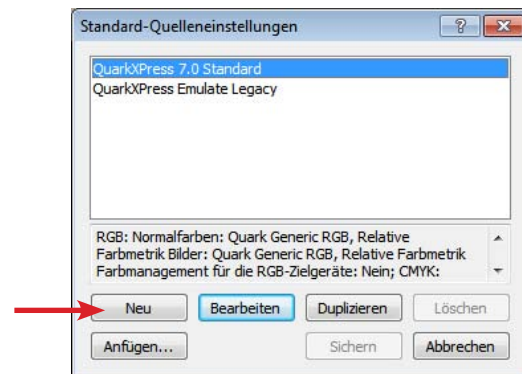 Standard-Quelleneinstellungen
QuarkXPress 7.0 Standard
QuarkXPress Emulate Legacy
RGB: Normalfarben: Quark Generic RGB, Relative
Farbmetrik Bilder: Quark Generic RGB, Relative Farbmetrik
Farbmanagement für die RGB-Zielgeräte: Nein; CMYK:
Neu Bearbeiten Duplizieren Löschen
Anfügen... Sichern Abbrechen